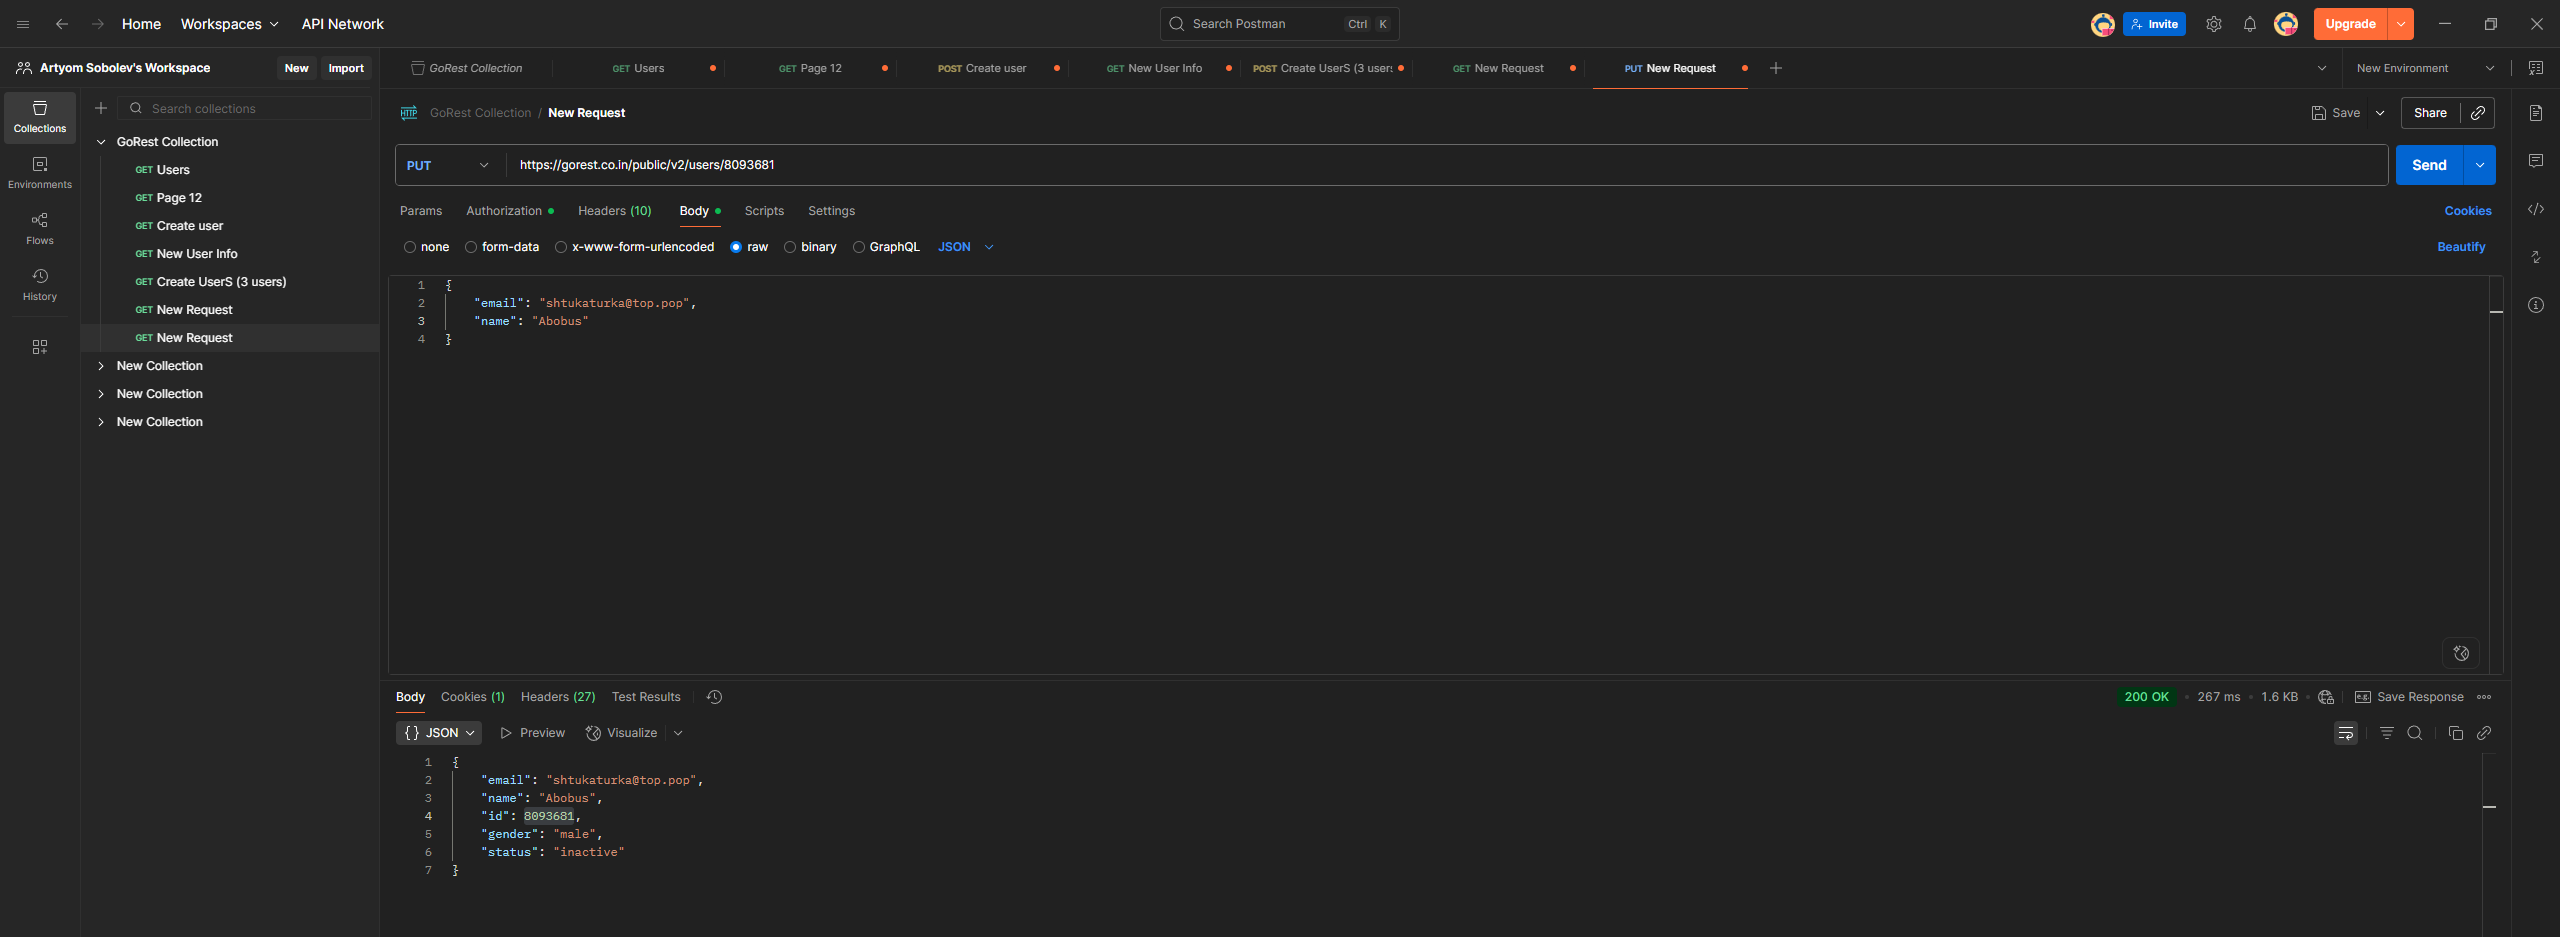 Home Workspaces API Network Search Postman Ctrl K Invite Upgrade
Artyom Sobolev's Workspace New Import
GoRest Collection GET Users GET Page 12 POST Create user GET New User Info POST Create UserS (3 users GET New Request PUT New Request New Environment
Search collections
Collections
Environments
Flows
History
GoRest Collection
GET Users
GET Page 12
GET Create user
GET New User Info
GET Create UserS (3 users)
GET New Request
GET New Request
New Collection
New Collection
New Collection
HTTP GoRest Collection / New Request Save Share
PUT https://gorest.co.in/public/v2/users/8093681 Send
Params Authorization Headers (10) Body Scripts Settings Cookies
none form-data x-www-form-urlencoded raw binary GraphQL JSON Beautify
1 {
2 "email": "shtukaturka@top.pop",
3 "name": "Abobus"
4 }
Body Cookies (1) Headers (27) Test Results 200 OK • 267 ms • 1.6 KB • e.g. Save Response
{} JSON Preview Visualize
1 {
2 "email": "shtukaturka@top.pop",
3 "name": "Abobus",
4 "id": 8093681,
5 "gender": "male",
6 "status": "inactive"
7 }